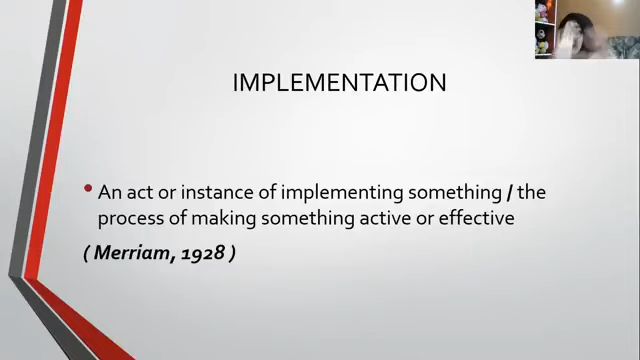 IMPLEMENTATION
• An act or instance of implementing something / the
process of making something active or effective
( Merriam, 1928 )